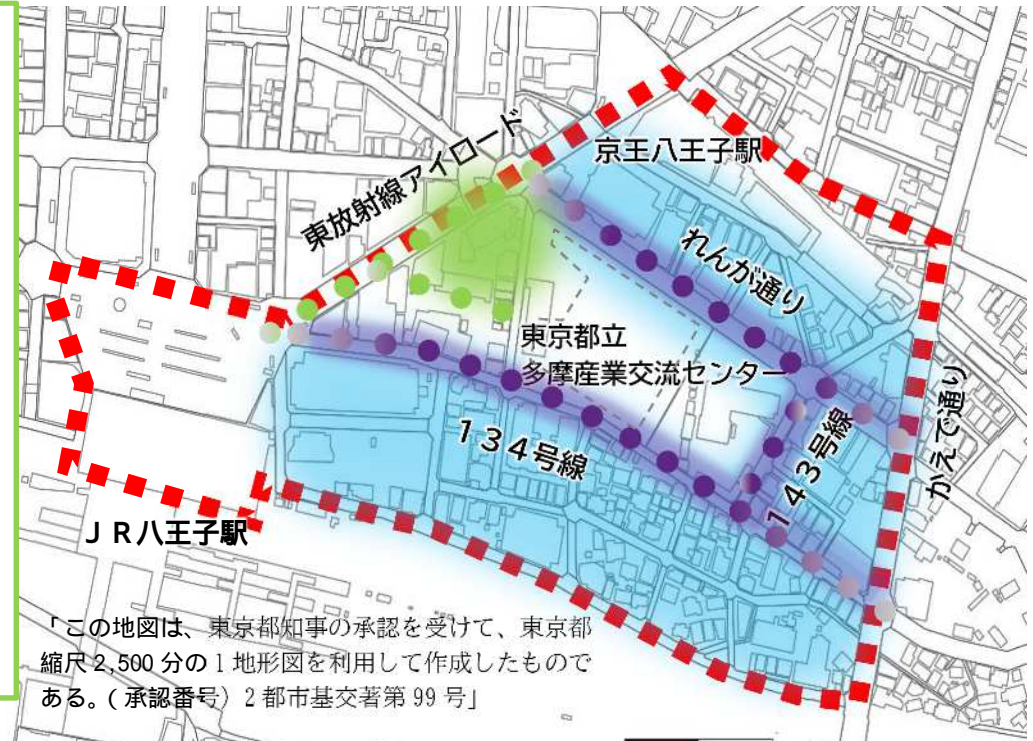 東放射線アイロード
京王八王子駅
れんが通り
東京都立
多摩産業交流センター
かえで通り
134号線
143号線
JR八王子駅
「この地図は、東京都知事の承認を受けて、東京都
縮尺2,500分の1地形図を利用して作成したもので
ある。(承認番号)2都市基交著第99号」